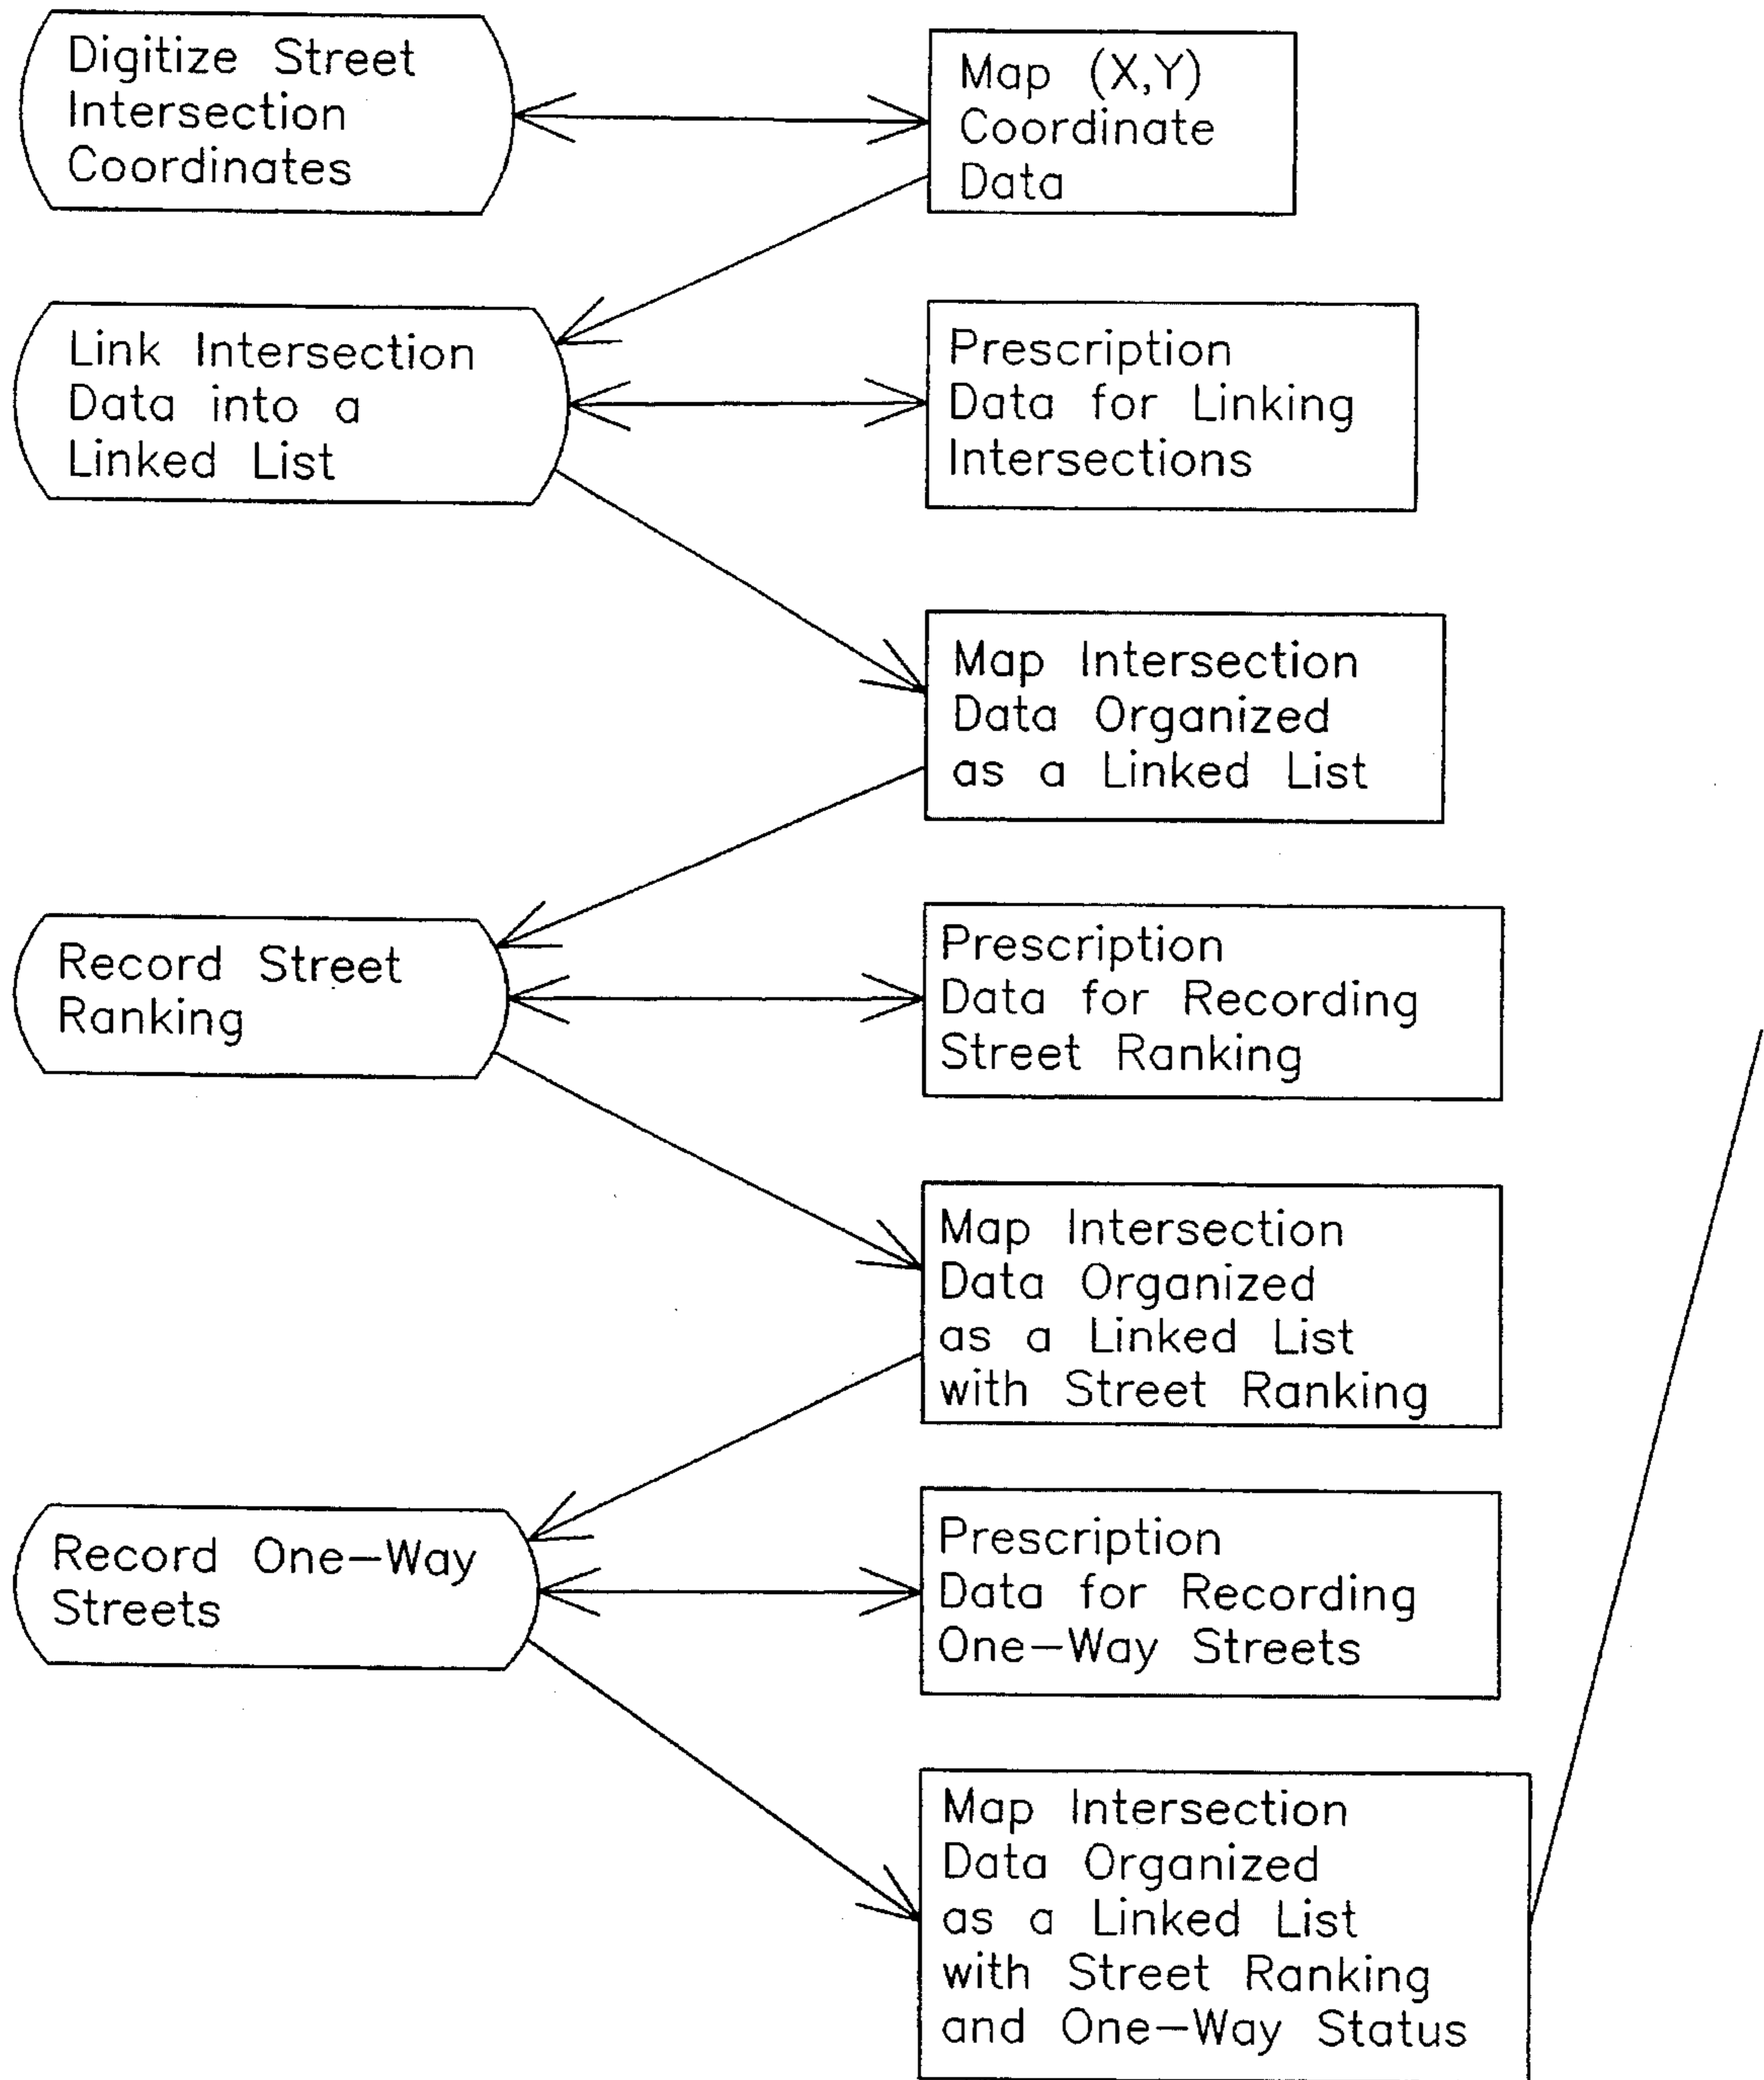 Digitize Street
Intersection
Coordinates
Map (X,Y)
Coordinate
Data
Link Intersection
Data into a
Linked List
Prescription
Data for Linking
Intersections
Map Intersection
Data Organized
as a Linked List
Record Street
Ranking
Prescription
Data for Recording
Street Ranking
Map Intersection
Data Organized
as a Linked List
with Street Ranking
Record One-Way
Streets
Prescription
Data for Recording
One-Way Streets
Map Intersection
Data Organized
as a Linked List
with Street Ranking
and One-Way Status